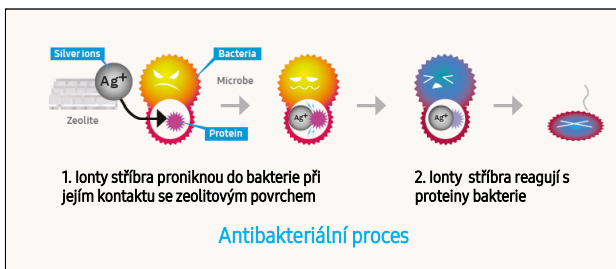 Silver ions
Bacteria
Ag+
Microbe
Zeolite
Protein
Ag+
Ag+
1. Ionty stříbra proniknou do bakterie při
jejím kontaktu se zeolitovým povrchem
2. Ionty stříbra reagují s
proteiny bakterie
Antibakteriální proces